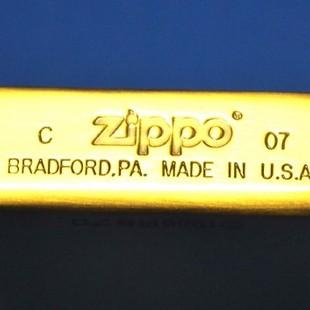 C zippo® 07
BRADFORD,PA. MADE IN U.S.A